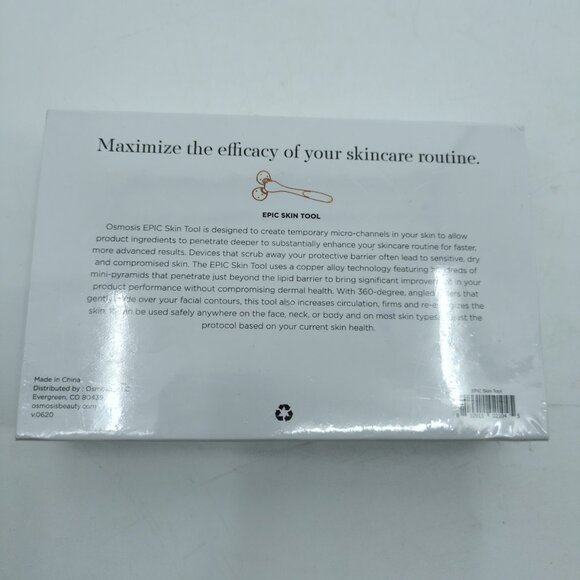 Maximize the efficacy of your skincare routine.
EPIC SKIN TOOL
Osmosis EPIC Skin Tool is designed to create temporary micro-channels in your skin to allow
product ingredients to penetrate deeper to substantially enhance your skincare routine for faster,
more advanced results. Devices that scrub away your protective barrier often lead to sensitive, dry
and compromised skin. The EPIC Skin Tool uses a copper alloy technology featuring of
mini-pyramids that penetrate just beyond the lipid barrier to bring significant in your
product performance without compromising dermal health. With 360-degree, angled that
over your facial contours, this tool also increases circulation, firms and the
skin. can be used safely anywhere on the face, neck, or body and on most skin the
protocol based on your current skin health.
Made in China
Distributed by : 
Evergreen, CO 80439
osmosisbeauty.com
v.0620
EPIC Skin Tool